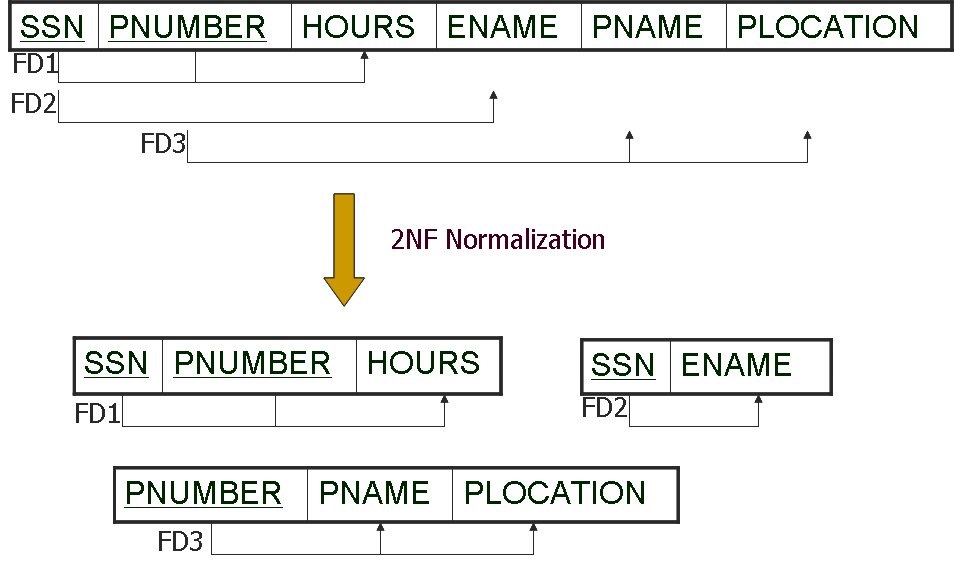 SSN PNUMBER HOURS ENAME PNAME PLOCATION
FD1
FD2
FD3
2NF Normalization
SSN PNUMBER HOURS
FD1
SSN ENAME
FD2
PNUMBER PNAME PLOCATION
FD3